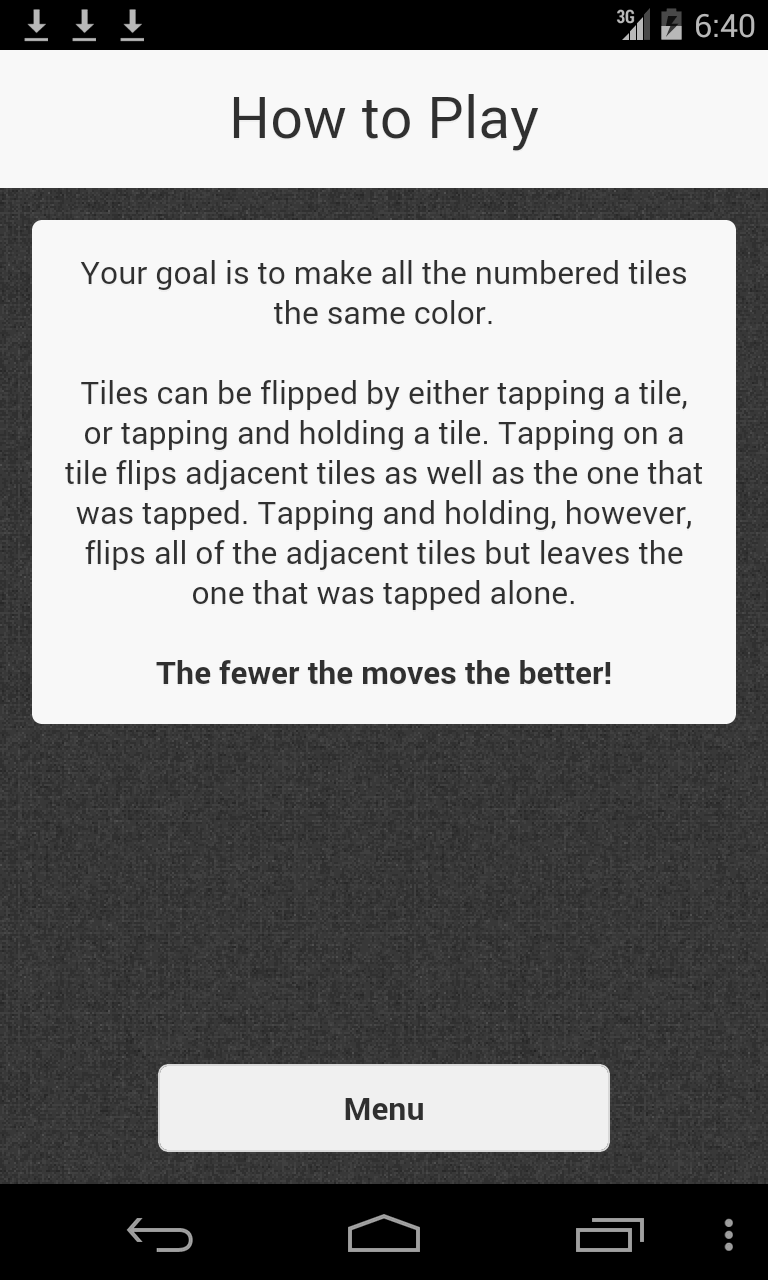 3G 6:40
How to Play
Your goal is to make all the numbered tiles
the same color.
Tiles can be flipped by either tapping a tile,
or tapping and holding a tile. Tapping on a
tile flips adjacent tiles as well as the one that
was tapped. Tapping and holding, however,
flips all of the adjacent tiles but leaves the
one that was tapped alone.
The fewer the moves the better!
Menu